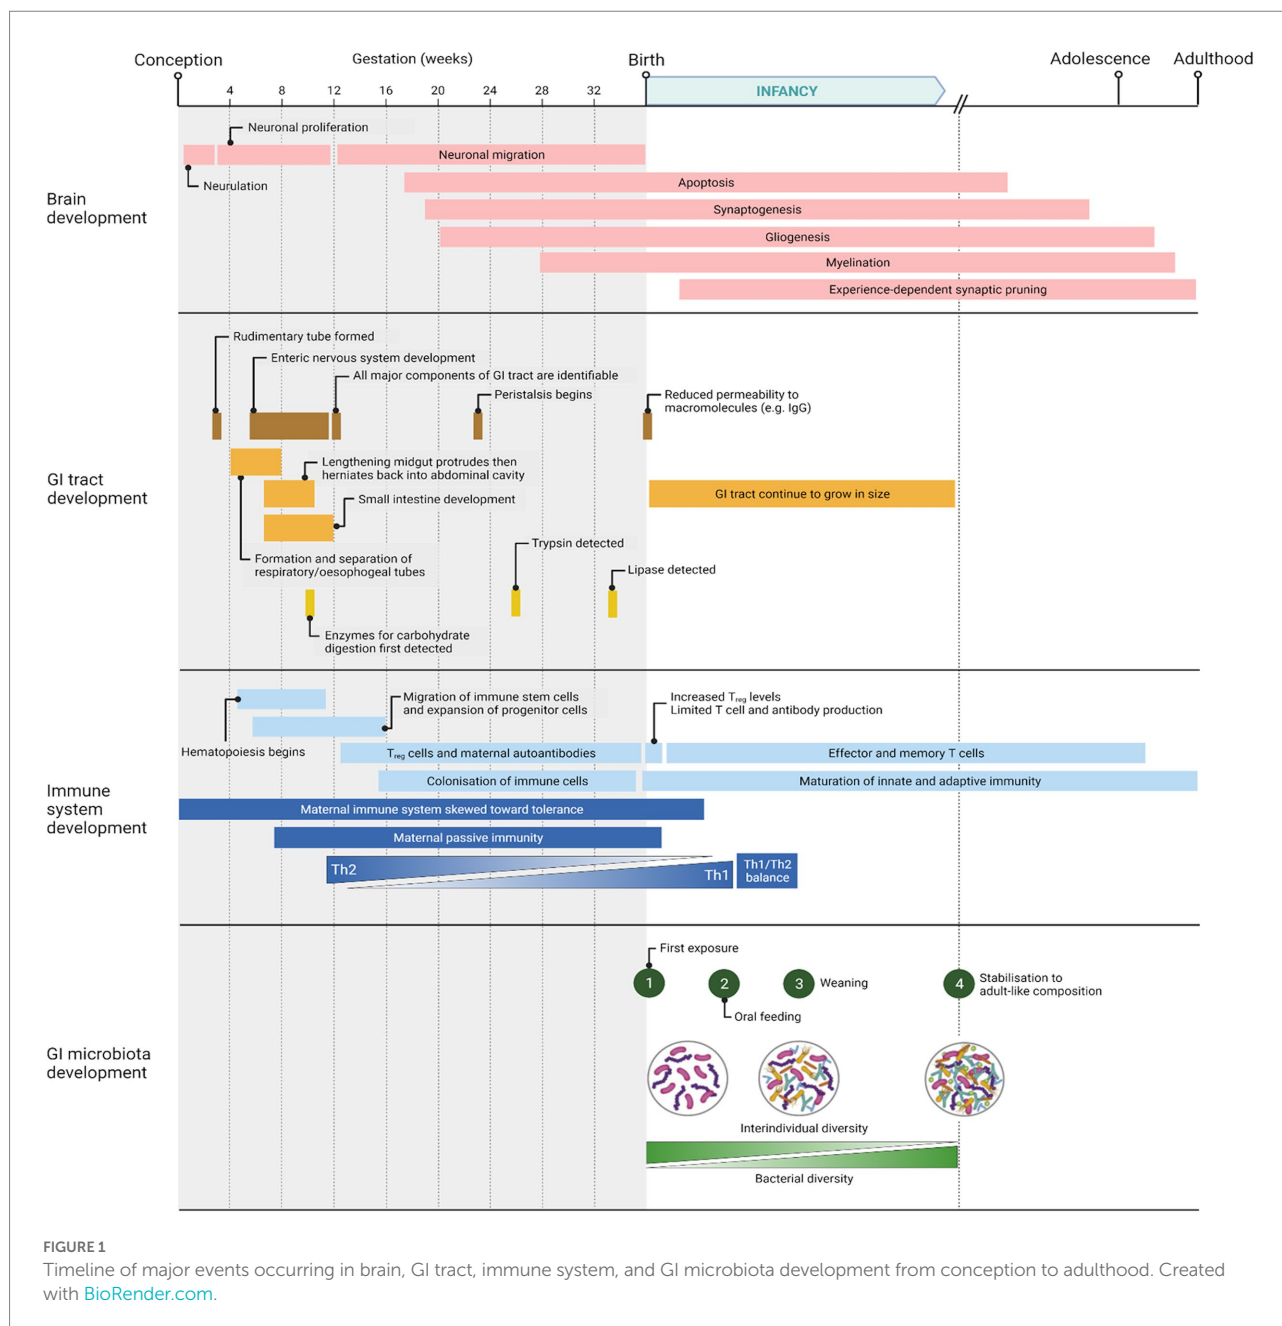 Conception
Gestation (weeks)
Birth
Adolescence
Adulthood
4
8
12
16
20
24
28
32
INFANCY
Brain
development
Neuronal proliferation
Neuronal migration
Neurulation
Apoptosis
Synaptogenesis
Gliogenesis
Myelination
Experience-dependent synaptic pruning
GI tract
development
Rudimentary tube formed
Enteric nervous system development
All major components of GI tract are identifiable
Peristalsis begins
Reduced permeability to
macromolecules (e.g. IgG)
Lengthening midgut protrudes then
herniates back into abdominal cavity
Small intestine development
GI tract continue to grow in size
Trypsin detected
Formation and separation of
respiratory/oesophogeal tubes
Lipase detected
Enzymes for carbohydrate
digestion first detected
Immune
system
development
Migration of immune stem cells
and expansion of progenitor cells
Increased Treg levels
Limited T cell and antibody production
Hematopoiesis begins
Treg cells and maternal autoantibodies
Effector and memory T cells
Colonisation of immune cells
Maturation of innate and adaptive immunity
Maternal immune system skewed toward tolerance
Maternal passive immunity
Th2
Th1
Th1/Th2
balance
GI microbiota
development
First exposure
1
2
3
Weaning
4
Stabilisation to
adult-like composition
Oral feeding
Interindividual diversity
Bacterial diversity
FIGURE 1
Timeline of major events occurring in brain, GI tract, immune system, and GI microbiota development from conception to adulthood. Created
with BioRender.com.